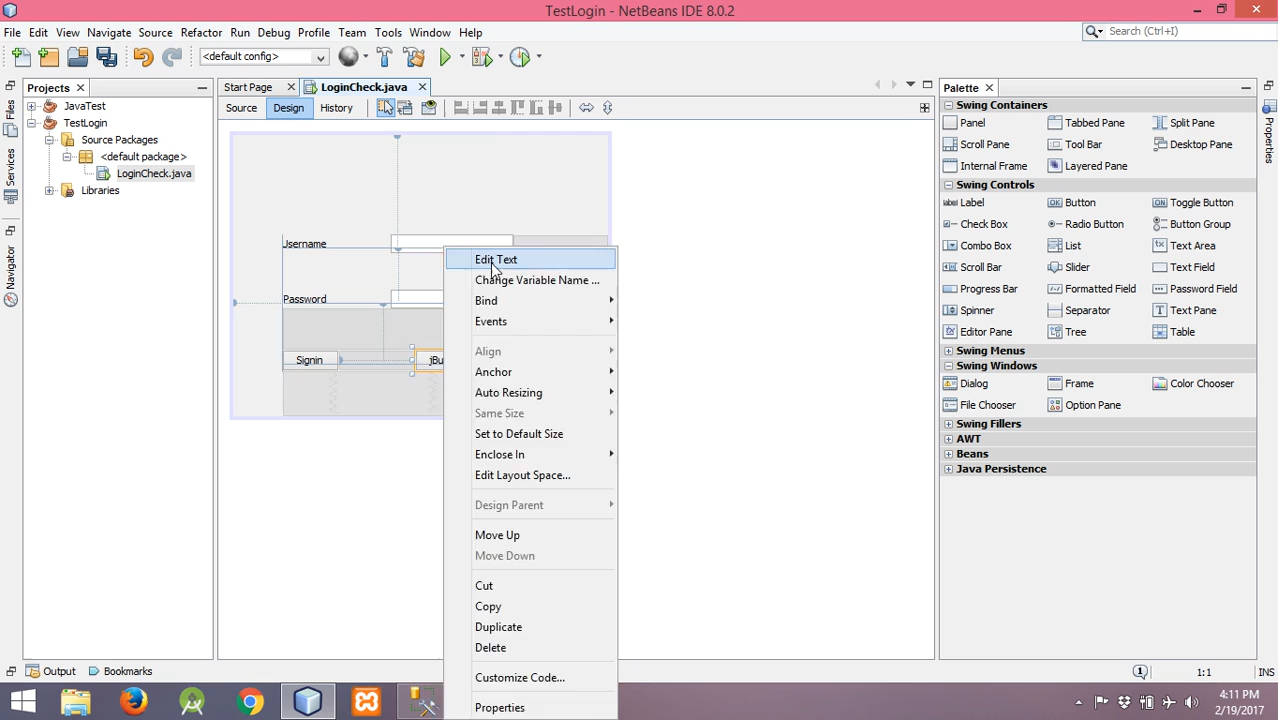 TestLogin - NetBeans IDE 8.0.2
File Edit View Navigate Source Refactor Run Debug Profile Team Tools Window Help
<default config>
Search (Ctrl+I)
Projects
Start Page
LoginCheck.java
Palette
Source Design History
Files
Services
Navigator
JavaTest
TestLogin
Source Packages
<default package>
LoginCheck.java
Libraries
Username
Password
Signin
jBu
Edit Text
Change Variable Name ...
Bind
Events
Align
Anchor
Auto Resizing
Same Size
Set to Default Size
Enclose In
Edit Layout Space...
Design Parent
Move Up
Move Down
Cut
Copy
Duplicate
Delete
Customize Code...
Properties
Swing Containers
Panel Tabbed Pane Split Pane
Scroll Pane Tool Bar Desktop Pane
Internal Frame Layered Pane
Swing Controls
Label Button Toggle Button
Check Box Radio Button Button Group
Combo Box List Text Area
Scroll Bar Slider Text Field
Progress Bar Formatted Field Password Field
Spinner Separator Text Pane
Editor Pane Tree Table
Swing Menus
Swing Windows
Dialog Frame Color Chooser
File Chooser Option Pane
Swing Fillers
AWT
Beans
Java Persistence
Properties
Output Bookmarks
1
1:1
INS
4:11 PM
2/19/2017